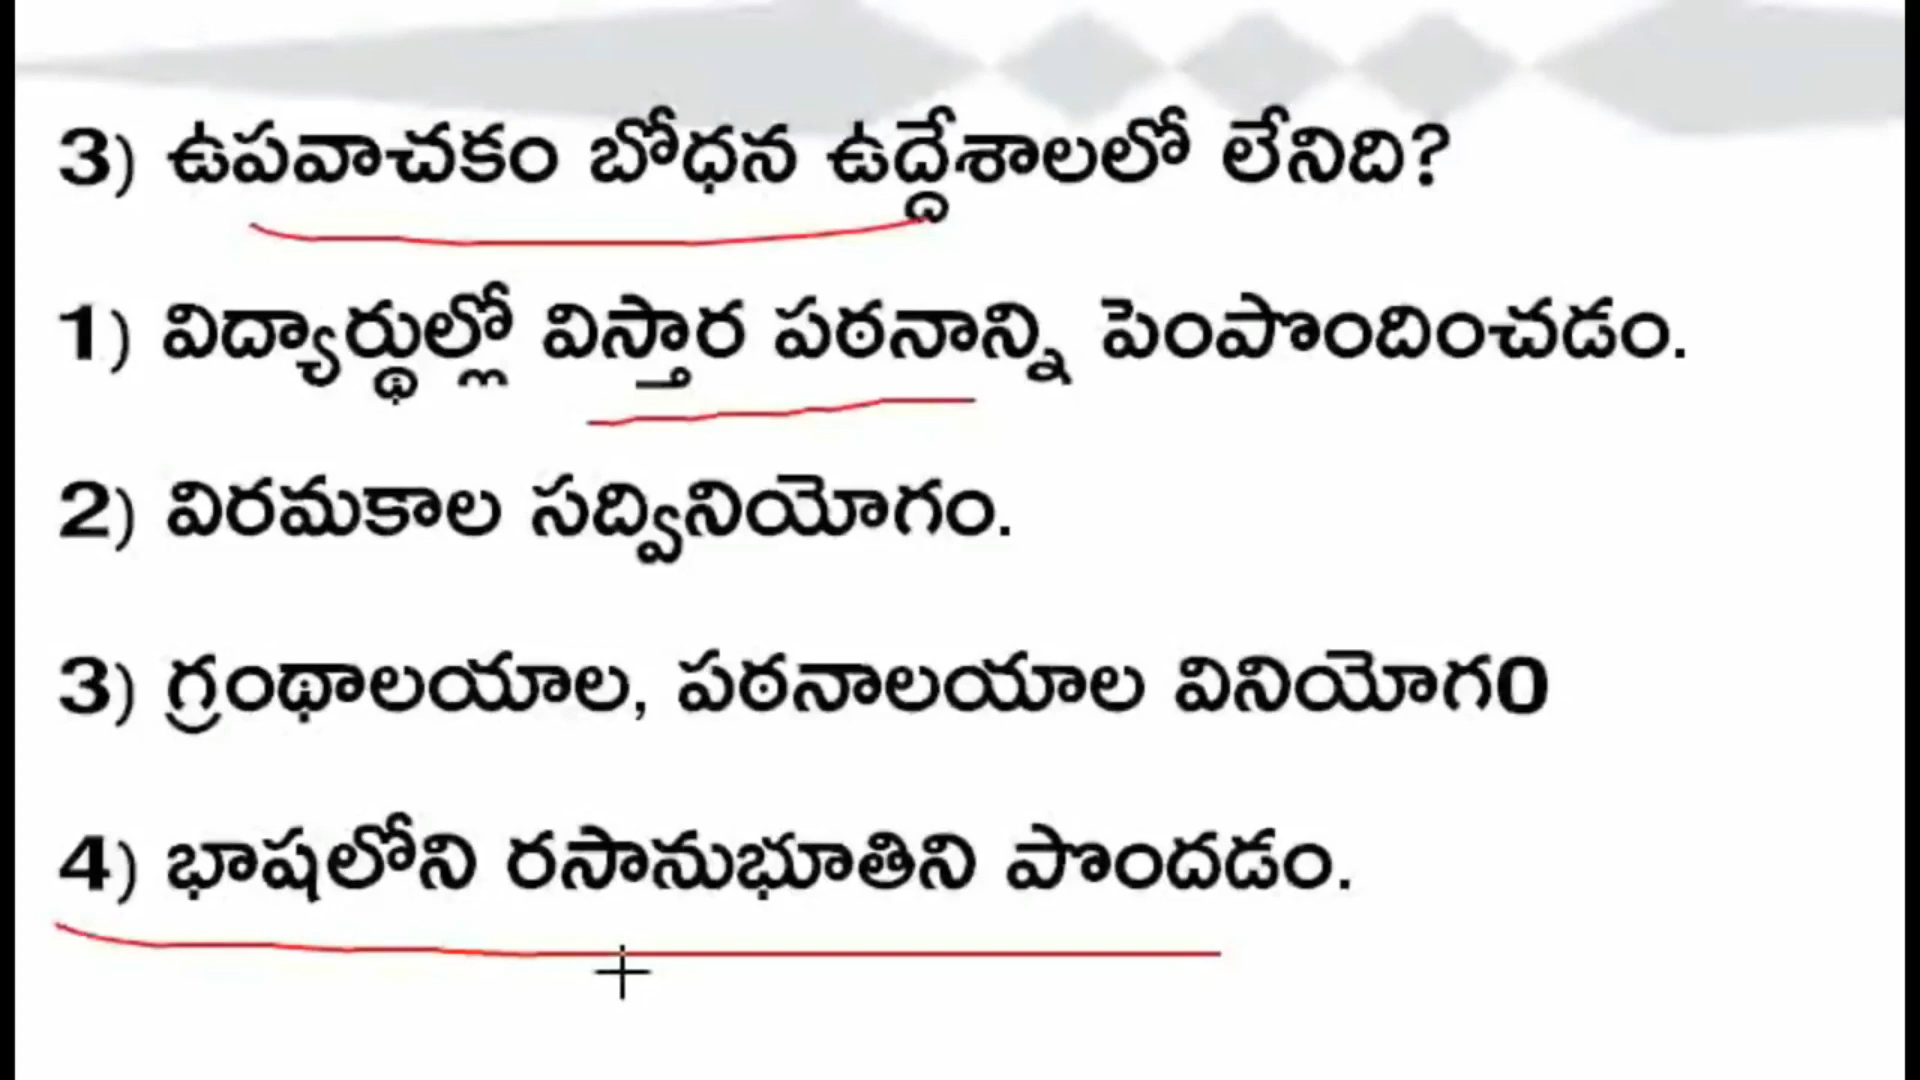 3) ఉపవాచకం బోధన ఉద్దేశాలలో లేనిది?
1) విద్యార్థుల్లో విస్తార పఠనాన్ని పెంపొందించడం.
2) విరమకాల సద్వినియోగం.
3) గ్రంథాలయాల, పఠనాలయాల వినియోగ0
4) భాషలోని రసానుభూతిని పొందడం.